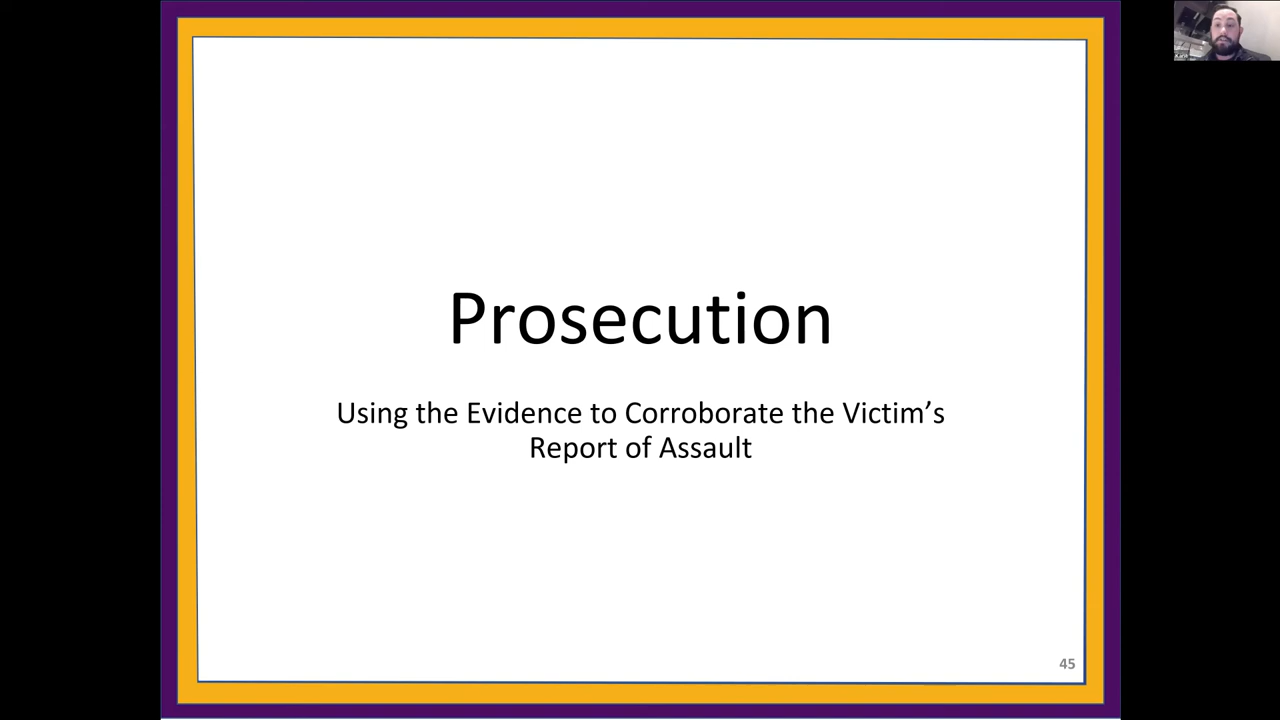 Prosecution
Using the Evidence to Corroborate the Victim’s
Report of Assault
45